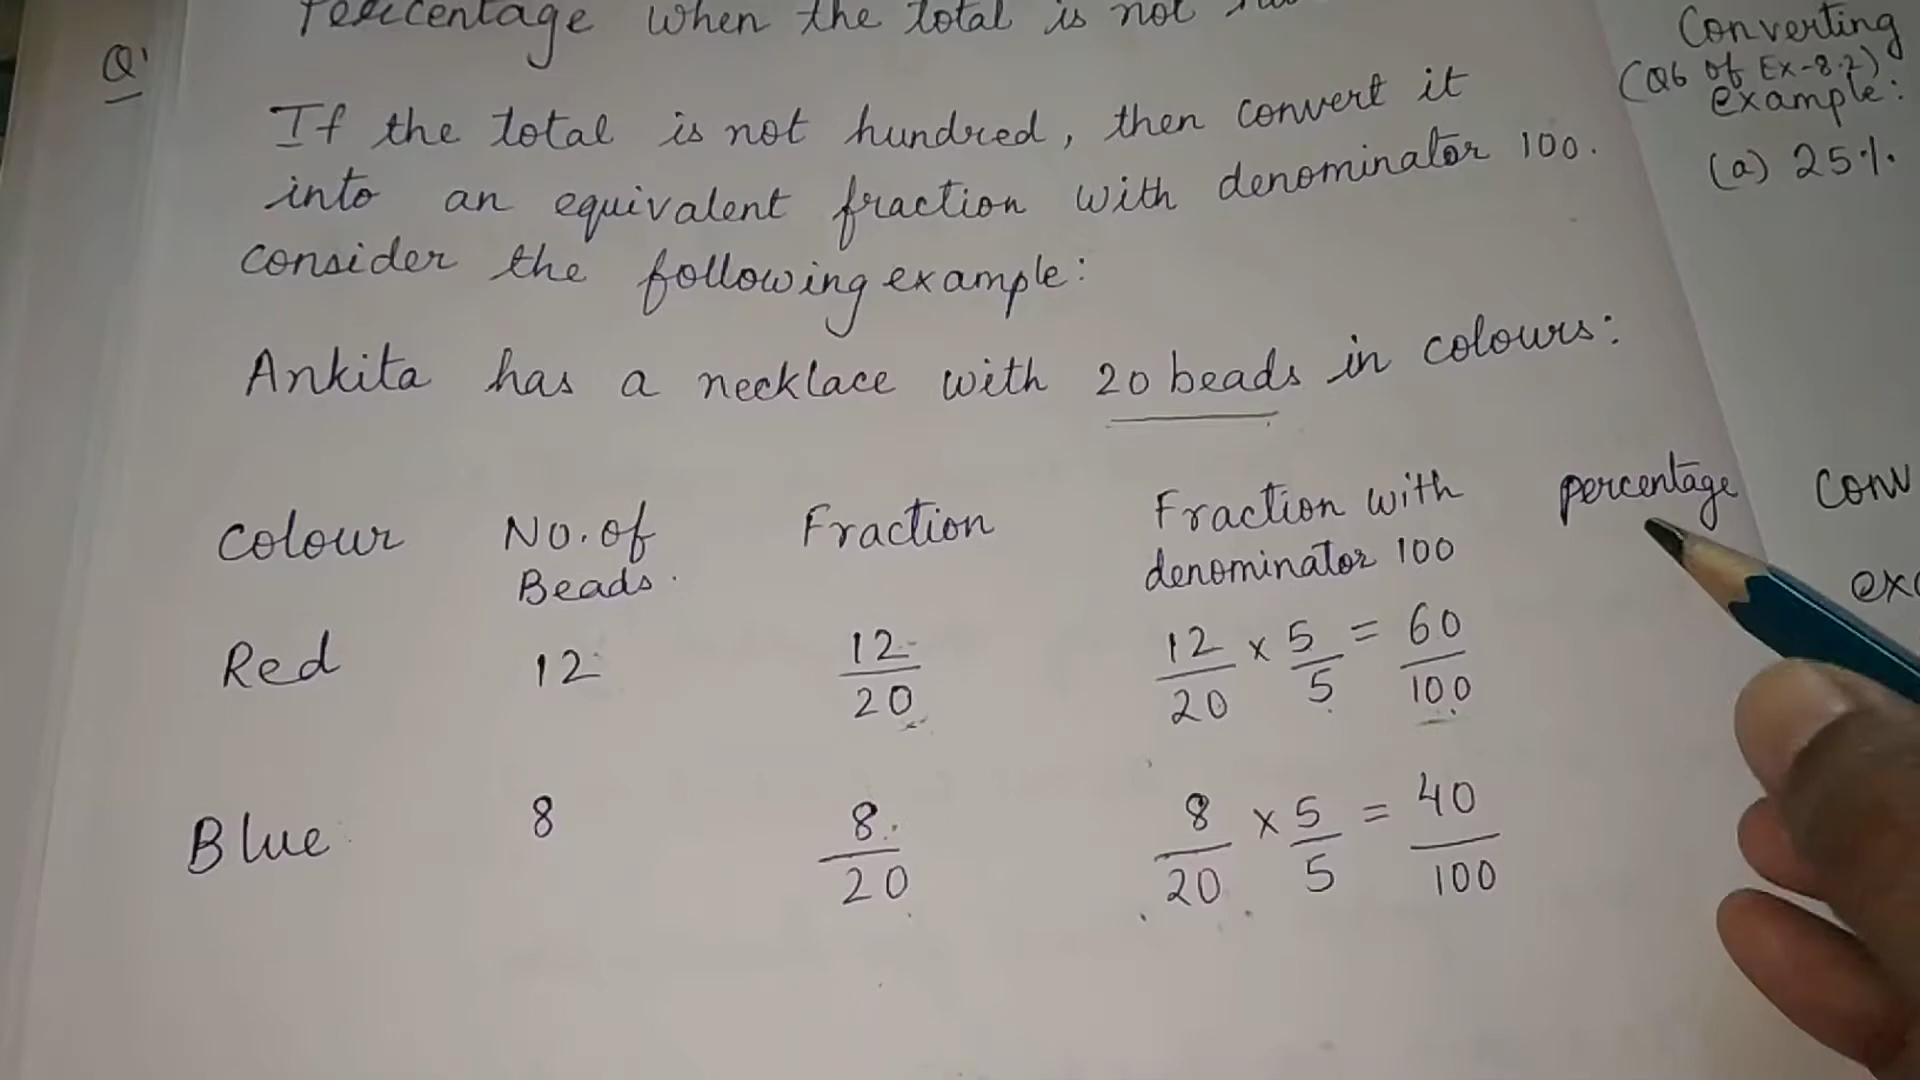 Percentage when the total is not
Q1
If the total is not hundred, then convert it
into an equivalent fraction with denominator 100.
consider the following example:
Ankita has a necklace with 20 beads in colours:
Colour No. of Beads. Fraction Fraction with denominator 100 percentage
Red 12 12/20 12/20 x 5/5 = 60/100
Blue 8 8/20 8/20 x 5/5 = 40/100
Converting
(Q6 of Ex-8.2)
example:
(a) 25%